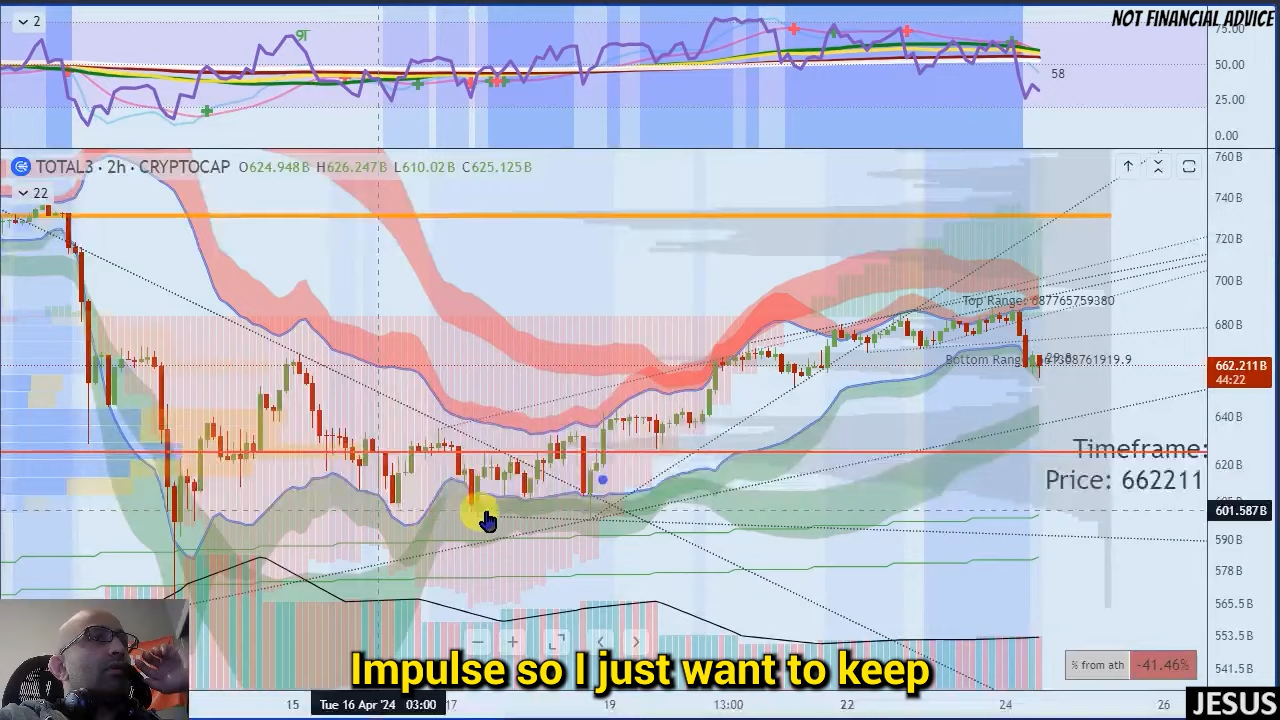 NOT FINANCIAL ADVICE
2
9
75.00
58
50.00
25.00
0.00
TOTAL3 · 2h · CRYPTOCAP O624.948B H626.247B L610.02B C625.125B
22
760 B
740 B
720 B
700 B
680 B
640 B
620 B
590 B
578 B
565.5 B
553.5 B
541.5 B
Top Range: 687765759380
Bottom Range
662.211B
44:22
Timeframe:
Price: 662211
601.587B
Impulse so I just want to keep
% from ath -41.46%
15 Tue 16 Apr '24 03:00 17 19 13:00 22 24 26
JESUS